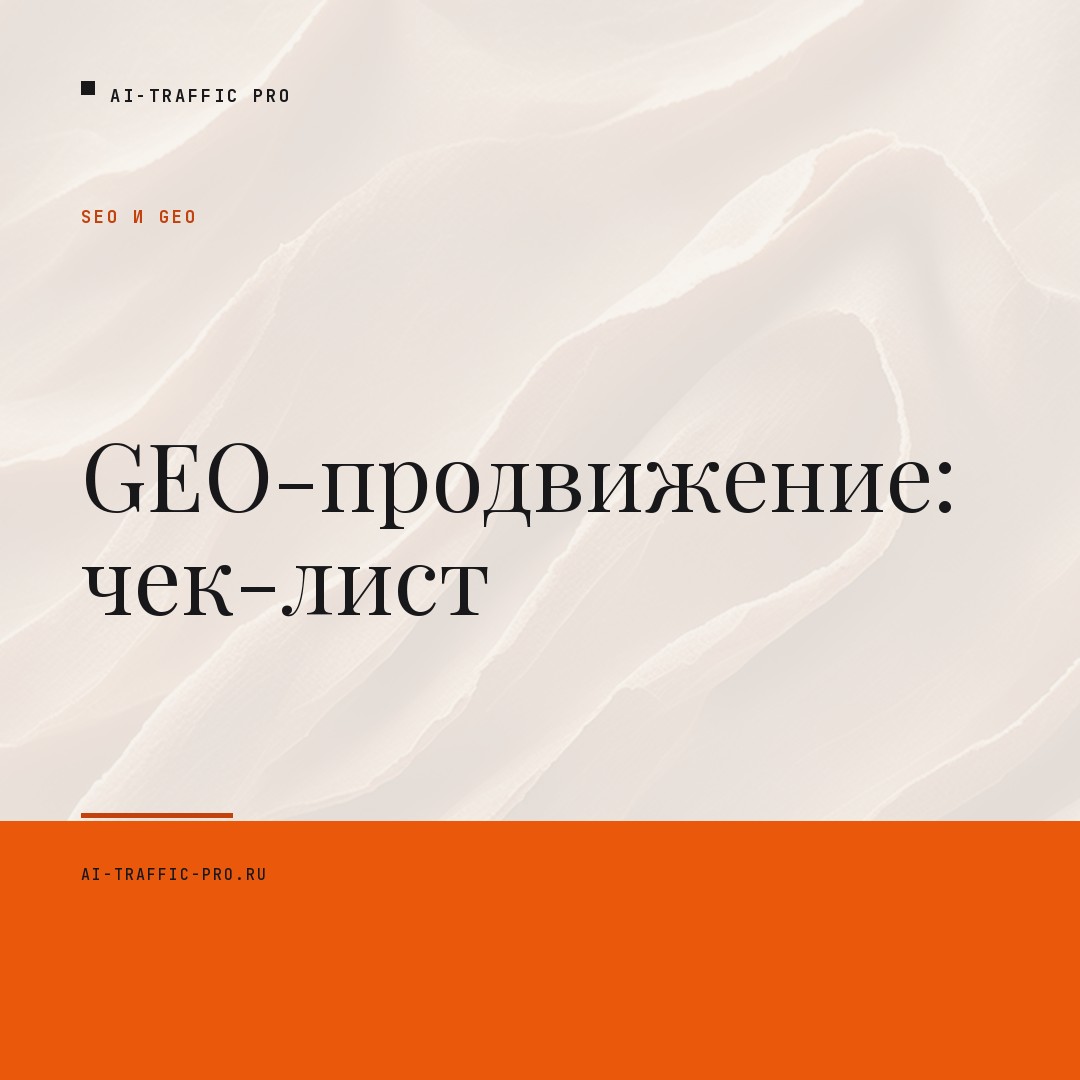 AI-TRAFFIC PRO
SEO И GEO
GEO-продвижение:
чек-лист
AI-TRAFFIC-PRO.RU